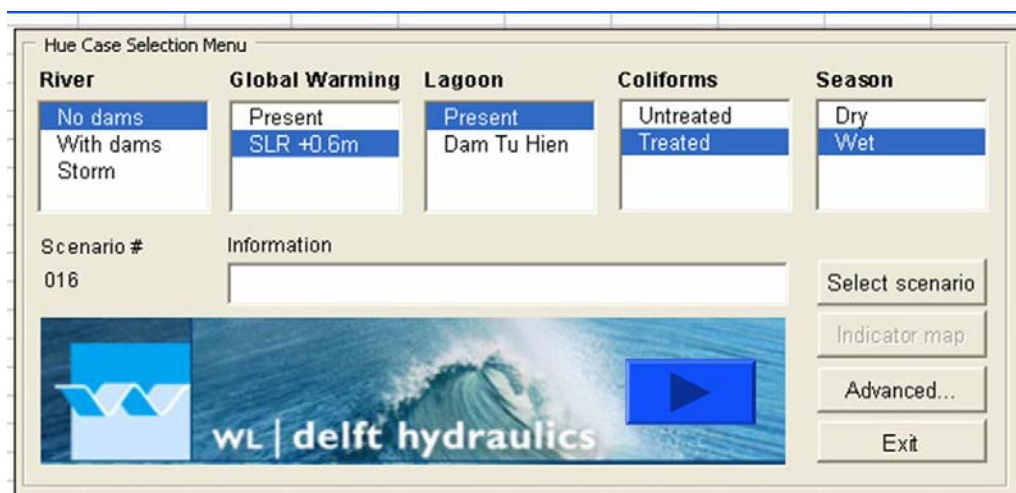 Hue Case Selection Menu
River Global Warming Lagoon Coliforms Season
No dams Present Present Untreated Dry
With dams SLR +0.6m Dam Tu Hien Treated Wet
Storm
Scenario # Information
016 Select scenario
Indicator map
Advanced...
WL | delft hydraulics Exit